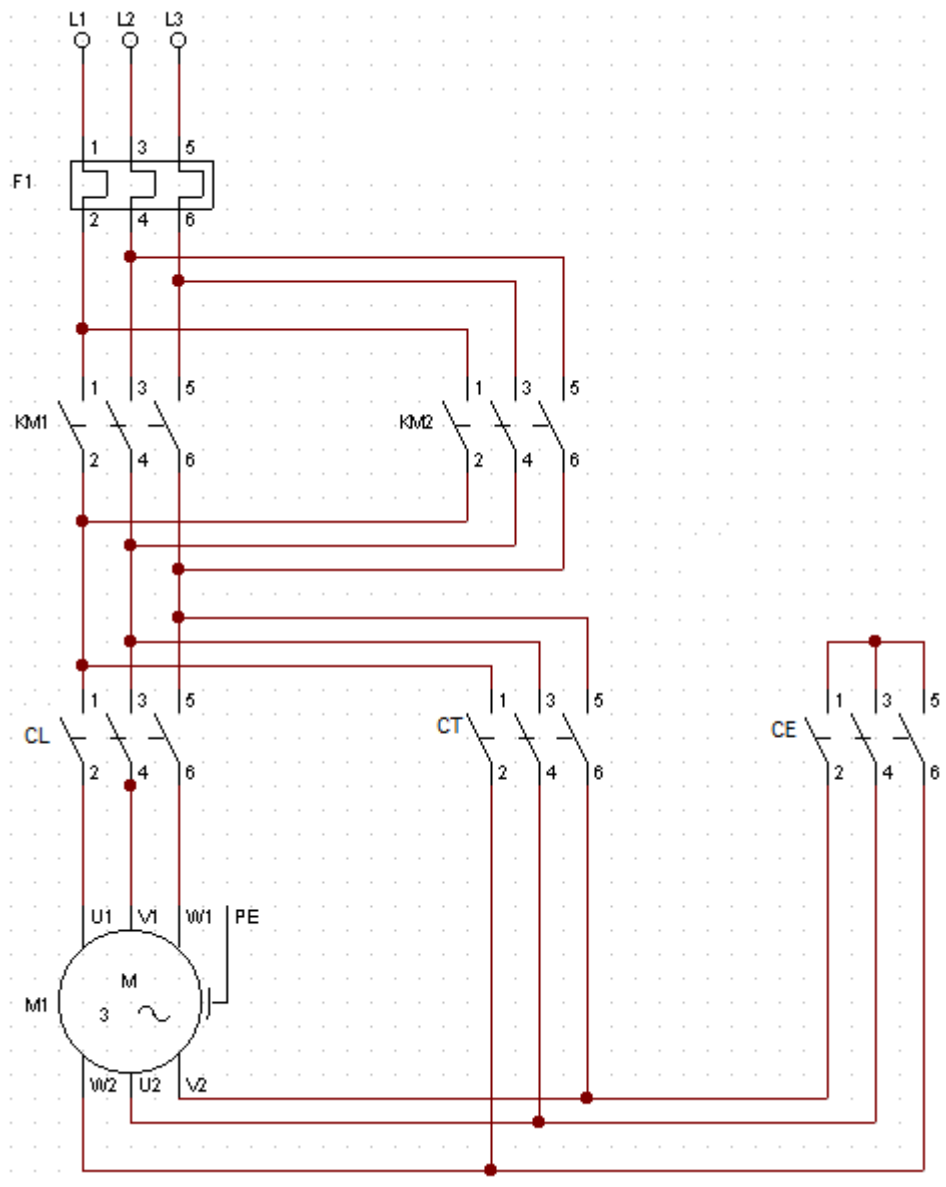 L1 L2 L3
1 3 5
F1
2 4 6
1 3 5 1 3 5
KM1 KM2
2 4 6 2 4 6
1 3 5 1 3 5 1 3 5
CL CT CE
2 4 6 2 4 6 2 4 6
U1 V1 W1 PE
M
M1 3
W2 U2 V2